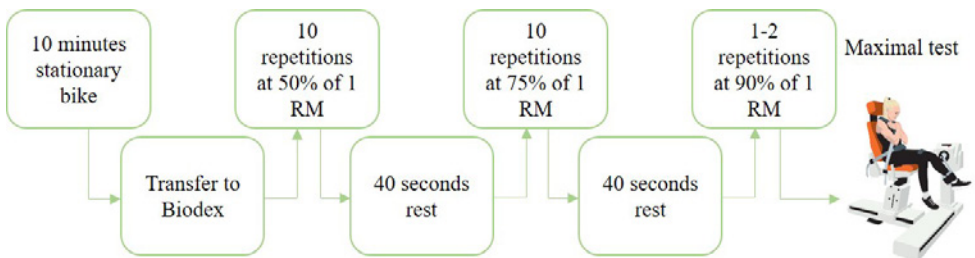 10 minutes
stationary
bike
Transfer to
Biodex
10
repetitions
at 50% of 1
RM
40 seconds
rest
10
repetitions
at 75% of 1
RM
40 seconds
rest
1-2
repetitions
at 90% of 1
RM
Maximal test